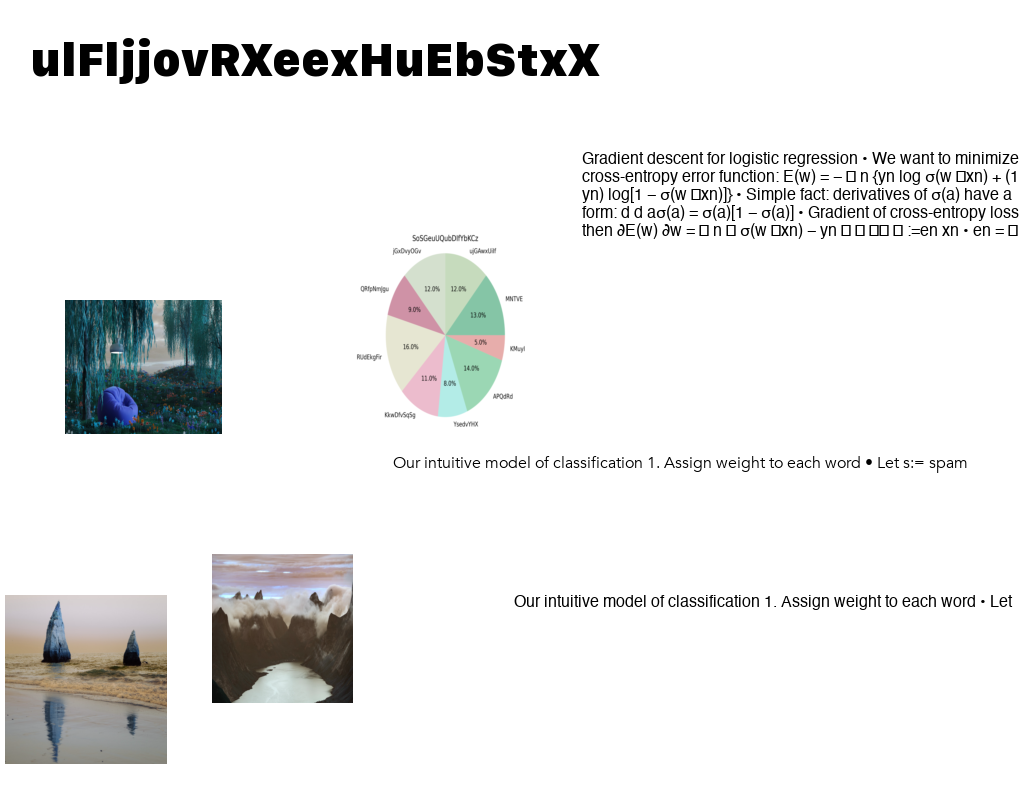 ulFljjovRXeexHuEbStxX
Gradient descent for logistic regression • We want to minimize
cross-entropy error function: E(w) = – □ n {yn log σ(w □xn) + (1
yn) log[1 – σ(w □xn)]} • Simple fact: derivatives of σ(a) have a
form: d d aσ(a) = σ(a)[1 – σ(a)] • Gradient of cross-entropy loss
then ∂E(w) ∂w = □ n □ σ(w □xn) – yn □ □ □□ □ :=en xn • en = □
SoSGeuUQubDIfYbKCz
jGxDvyOGv
ujGAwxUiIf
QRfpNmJgu
12.0%
12.0%
MNTVE
9.0%
13.0%
RUdEkgFir
16.0%
5.0%
KMuyl
14.0%
11.0%
8.0%
APQdRd
KkwDfvSqSg
YsedvYHX
Our intuitive model of classification 1. Assign weight to each word • Let s:= spam
Our intuitive model of classification 1. Assign weight to each word • Let